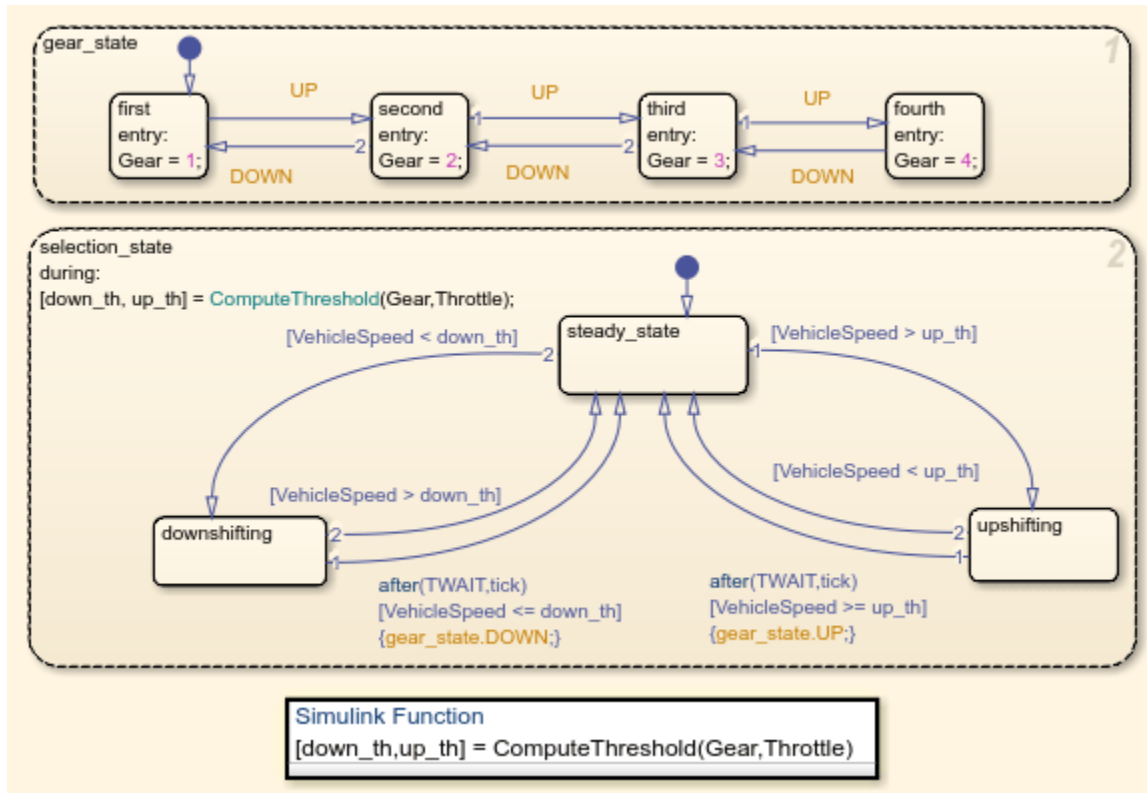 gear_state
1
first
entry:
Gear = 1;
UP
2
DOWN
second
entry:
Gear = 2;
1
UP
2
DOWN
third
entry:
Gear = 3;
1
UP
DOWN
fourth
entry:
Gear = 4;
selection_state
2
during:
[down_th, up_th] = ComputeThreshold(Gear,Throttle);
[VehicleSpeed < down_th]
2
steady_state
1
[VehicleSpeed > up_th]
[VehicleSpeed > down_th]
[VehicleSpeed < up_th]
downshifting
2
1
2
1
upshifting
after(TWAIT,tick)
[VehicleSpeed <= down_th]
{gear_state.DOWN;}
after(TWAIT,tick)
[VehicleSpeed >= up_th]
{gear_state.UP;}
Simulink Function
[down_th,up_th] = ComputeThreshold(Gear,Throttle)